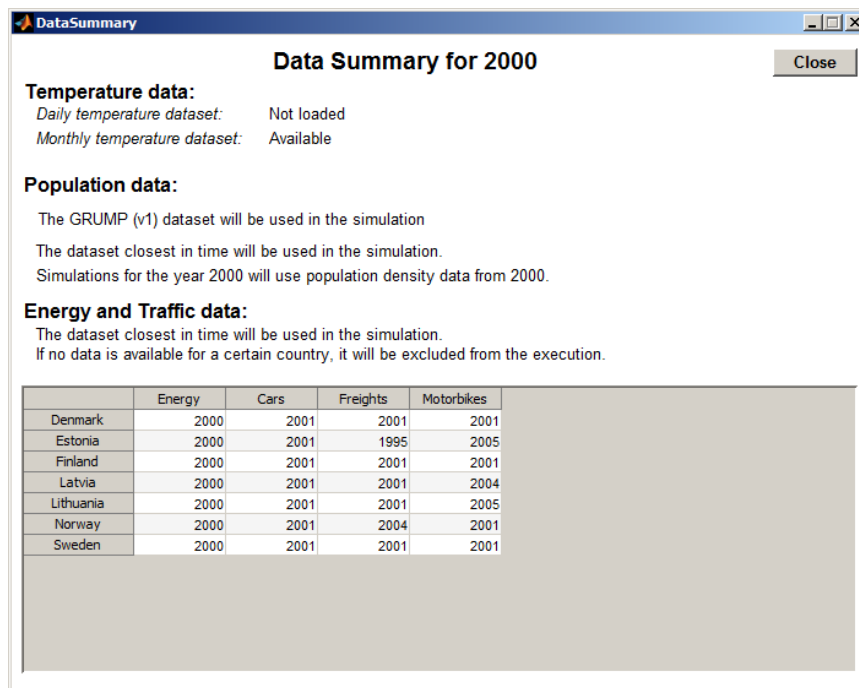 DataSummary
Data Summary for 2000
Close
Temperature data:
Daily temperature dataset: Not loaded
Monthly temperature dataset: Available
Population data:
The GRUMP (v1) dataset will be used in the simulation
The dataset closest in time will be used in the simulation.
Simulations for the year 2000 will use population density data from 2000.
Energy and Traffic data:
The dataset closest in time will be used in the simulation.
If no data is available for a certain country, it will be excluded from the execution.
Energy Cars Freights Motorbikes
Denmark 2000 2001 2001 2001
Estonia 2000 2001 1995 2005
Finland 2000 2001 2001 2001
Latvia 2000 2001 2001 2004
Lithuania 2000 2001 2001 2005
Norway 2000 2001 2004 2001
Sweden 2000 2001 2001 2001